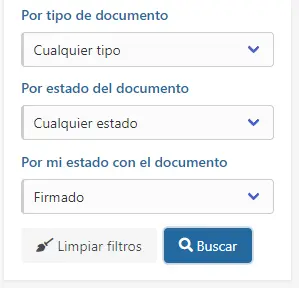 Por tipo de documento
Cualquier tipo
Por estado del documento
Cualquier estado
Por mi estado con el documento
Firmado
Limpiar filtros Buscar